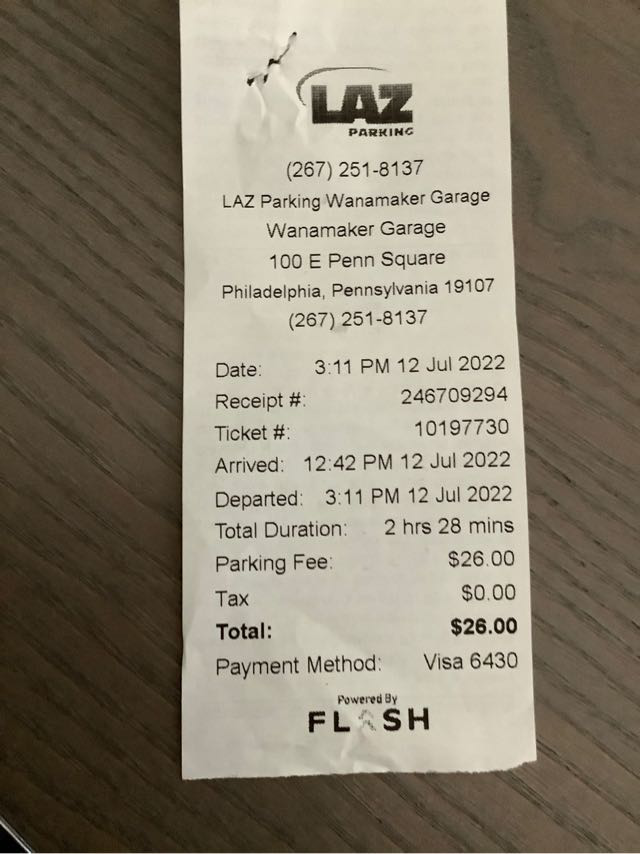 LAZ
PARKING
(267) 251-8137
LAZ Parking Wanamaker Garage
Wanamaker Garage
100 E Penn Square
Philadelphia, Pennsylvania 19107
(267) 251-8137
Date: 3:11 PM 12 Jul 2022
Receipt #: 246709294
Ticket #: 10197730
Arrived: 12:42 PM 12 Jul 2022
Departed: 3:11 PM 12 Jul 2022
Total Duration: 2 hrs 28 mins
Parking Fee: $26.00
Tax $0.00
Total: $26.00
Payment Method: Visa 6430
Powered By
FLASH